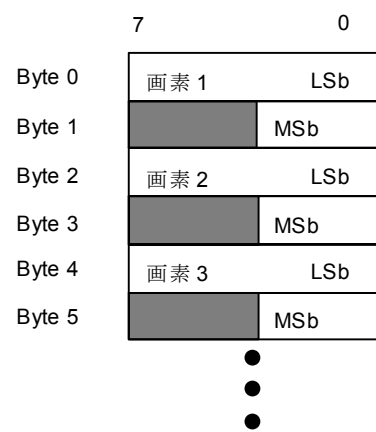 7 0
Byte 0 画素 1 LSb
Byte 1 MSb
Byte 2 画素 2 LSb
Byte 3 MSb
Byte 4 画素 3 LSb
Byte 5 MSb